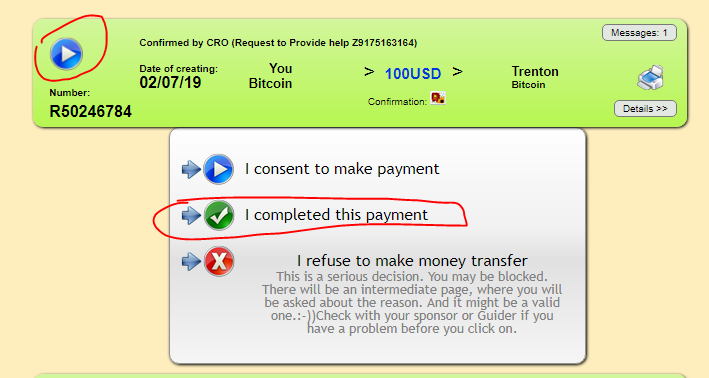 Messages: 1
Confirmed by CRO (Request to Provide help Z9175163164)
Date of creating:
02/07/19
You
Bitcoin
> 100USD >
Trenton
Bitcoin
Number:
R50246784
Confirmation:
Details >>
I consent to make payment
I completed this payment
I refuse to make money transfer
This is a serious decision. You may be blocked.
There will be an intermediate page, where you will
be asked about the reason. And it might be a valid
one.:-))Check with your sponsor or Guider if you
have a problem before you click on.